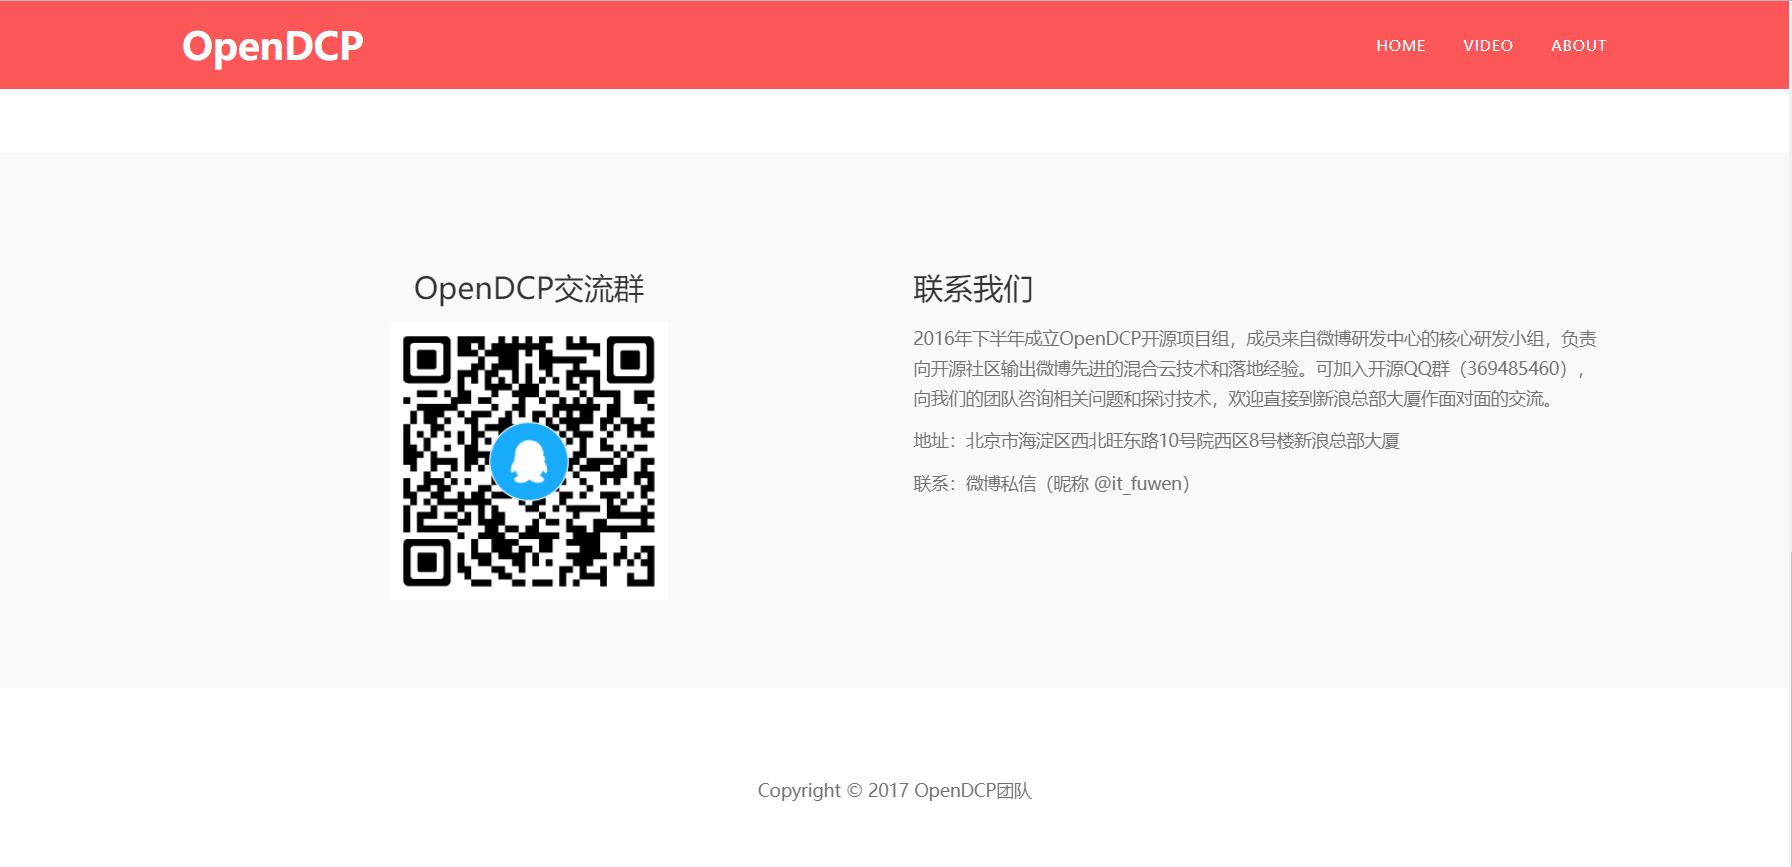 OpenDCP
HOME VIDEO ABOUT
OpenDCP交流群
联系我们
2016年下半年成立OpenDCP开源项目组，成员来自微博研发中心的核心研发小组，负责
向开源社区输出微博先进的混合云技术和落地经验。可加入开源QQ群（369485460），
向我们的团队咨询相关问题和探讨技术，欢迎直接到新浪总部大厦作面对面的交流。
地址：北京市海淀区西北旺东路10号院西区8号楼新浪总部大厦
联系：微博私信（昵称 @it_fuwen）
Copyright © 2017 OpenDCP团队